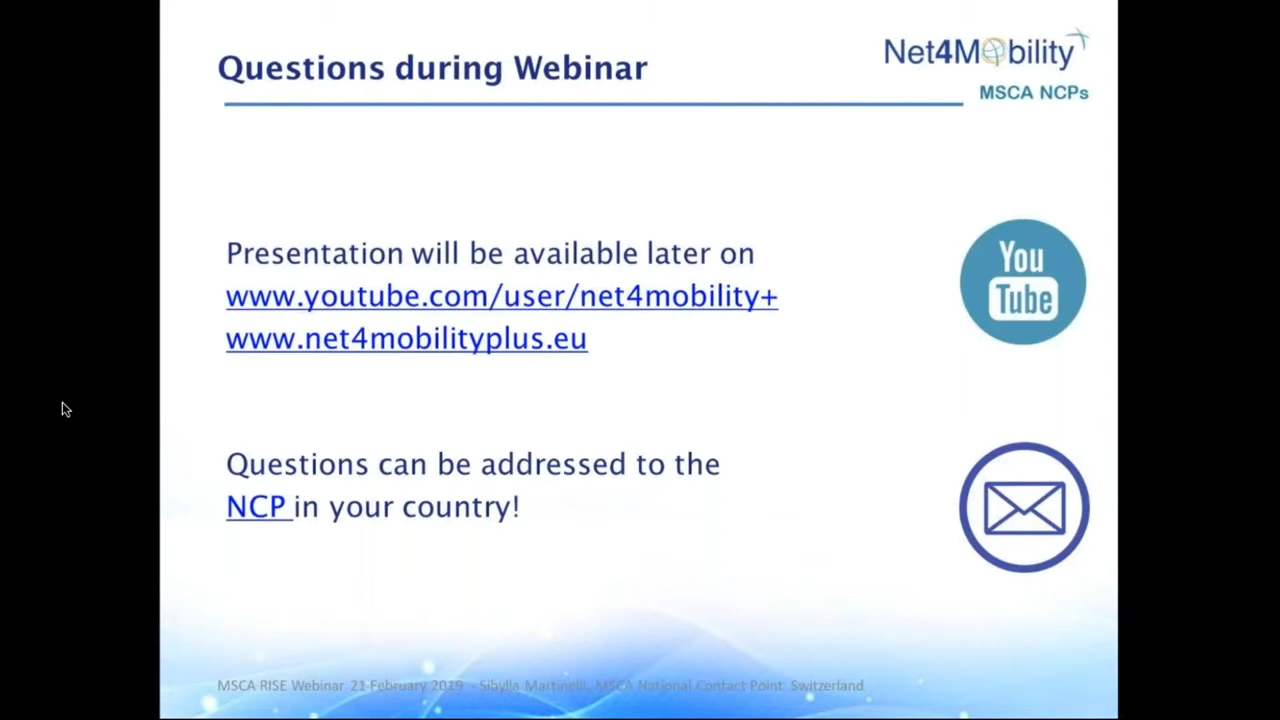 Questions during Webinar
Net4Mobility
MSCA NCPs
Presentation will be available later on
www.youtube.com/user/net4mobility+
www.net4mobilityplus.eu
You
Tube
Questions can be addressed to the
NCP in your country!
MSCA RISE Webinar 21 February 2019 - Sibylla Martinelli, MSCA National Contact Point Switzerland